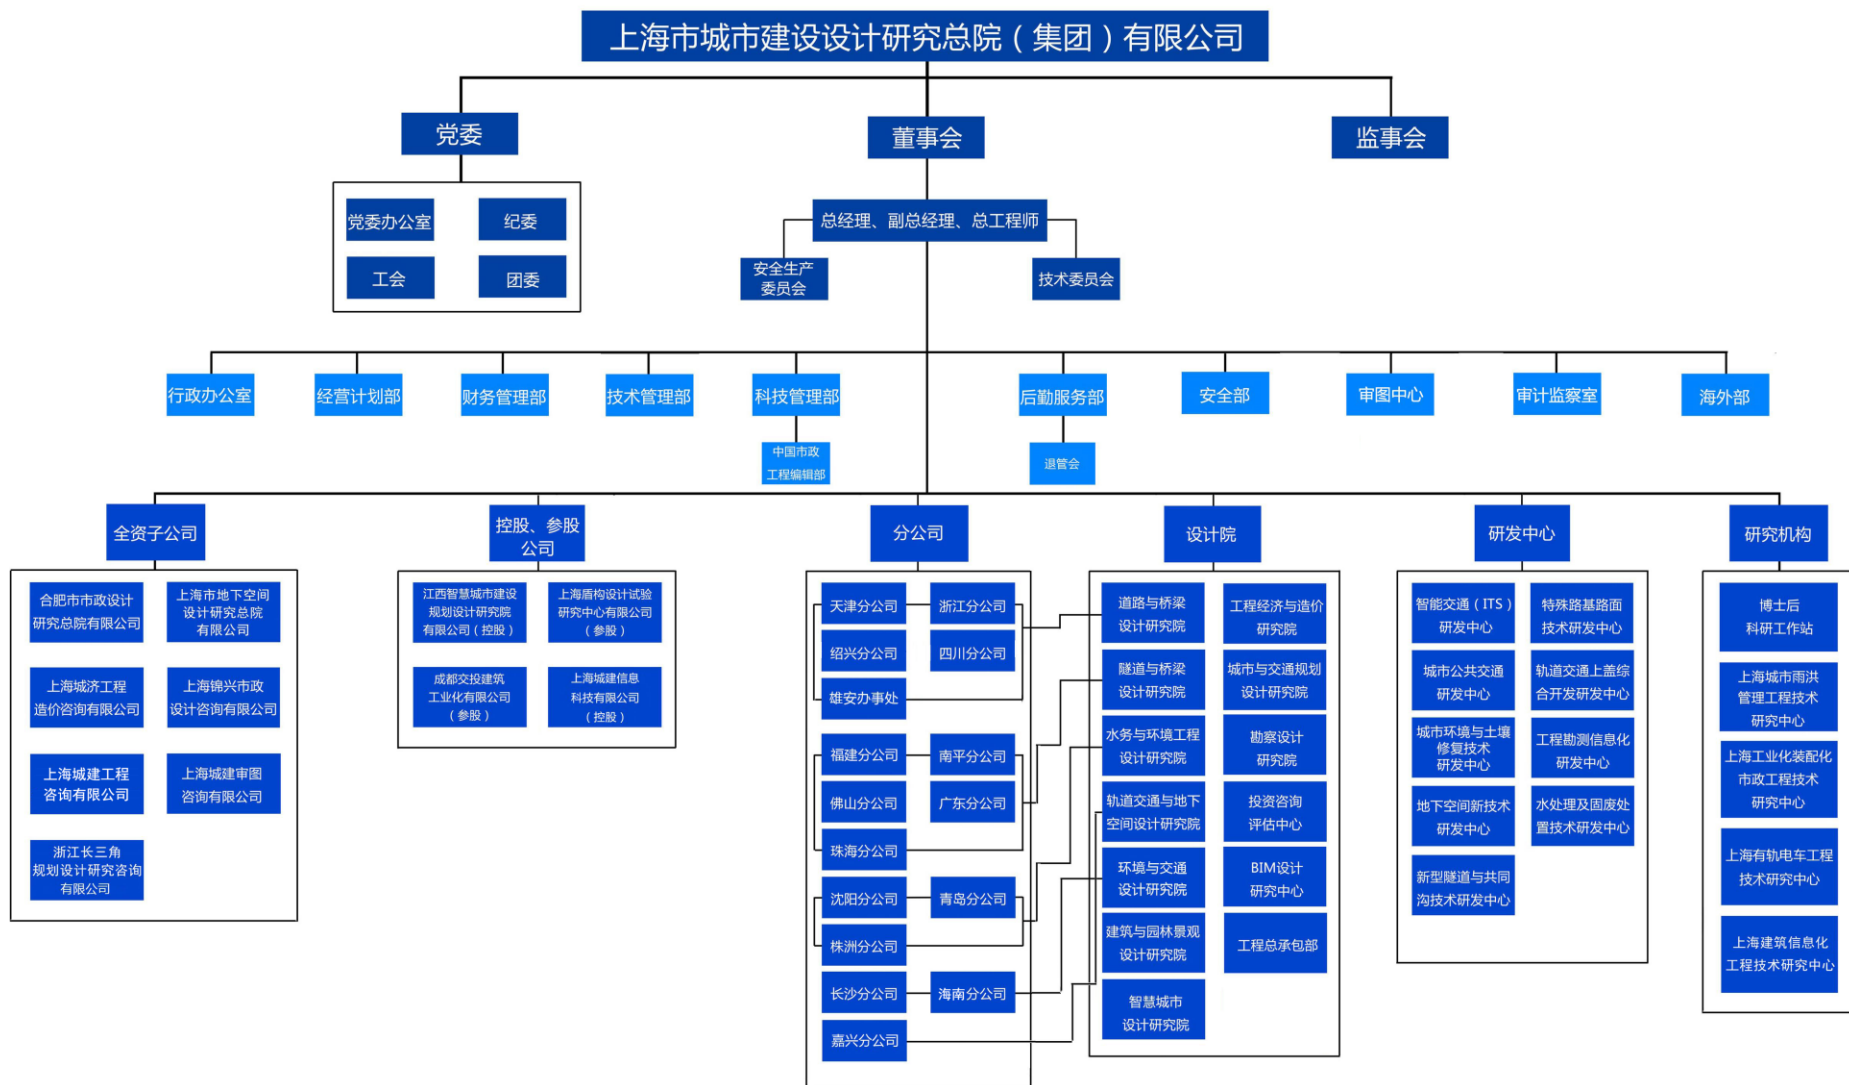 上海市城市建设设计研究总院（集团）有限公司
党委
董事会
监事会
党委办公室
纪委
工会
团委
总经理、副总经理、总工程师
安全生产
委员会
技术委员会
行政办公室
经营计划部
财务管理部
技术管理部
科技管理部
后勤服务部
安全部
审图中心
审计监察室
海外部
中国市政
工程编辑部
退管会
全资子公司
合肥市市政设计
研究总院有限公司
上海市地下空间
设计研究总院
有限公司
上海城济工程
造价咨询有限公司
上海锦兴市政
设计咨询有限公司
上海城建工程
咨询有限公司
上海城建审图
咨询有限公司
浙江长三角
规划设计研究咨询
有限公司
控股、参股
公司
江西智慧城市建设
规划设计研究院
有限公司（控股）
上海盾构设计试验
研究中心有限公司
（参股）
成都交投建筑
工业化有限公司
（参股）
上海城建信息
科技有限公司
（控股）
分公司
天津分公司
浙江分公司
绍兴分公司
四川分公司
雄安办事处
福建分公司
南平分公司
佛山分公司
广东分公司
珠海分公司
沈阳分公司
青岛分公司
株洲分公司
长沙分公司
海南分公司
嘉兴分公司
设计院
道路与桥梁
设计研究院
工程经济与造价
研究院
隧道与桥梁
设计研究院
城市与交通规划
设计研究院
水务与环境工程
设计研究院
勘察设计
研究院
轨道交通与地下
空间设计研究院
投资咨询
评估中心
环境与交通
设计研究院
BIM设计
研究中心
建筑与园林景观
设计研究院
工程总承包部
智慧城市
设计研究院
研发中心
智能交通（ITS）
研发中心
特殊路基路面
技术研发中心
城市公共交通
研发中心
轨道交通上盖综
合开发研发中心
城市环境与土壤
修复技术
研发中心
工程勘测信息化
研发中心
地下空间新技术
研发中心
水处理及固废处
置技术研发中心
新型隧道与共同
沟技术研发中心
研究机构
博士后
科研工作站
上海城市雨洪
管理工程技术
研究中心
上海工业化装配化
市政工程技术
研究中心
上海有轨电车工程
技术研究中心
上海建筑信息化
工程技术研究中心